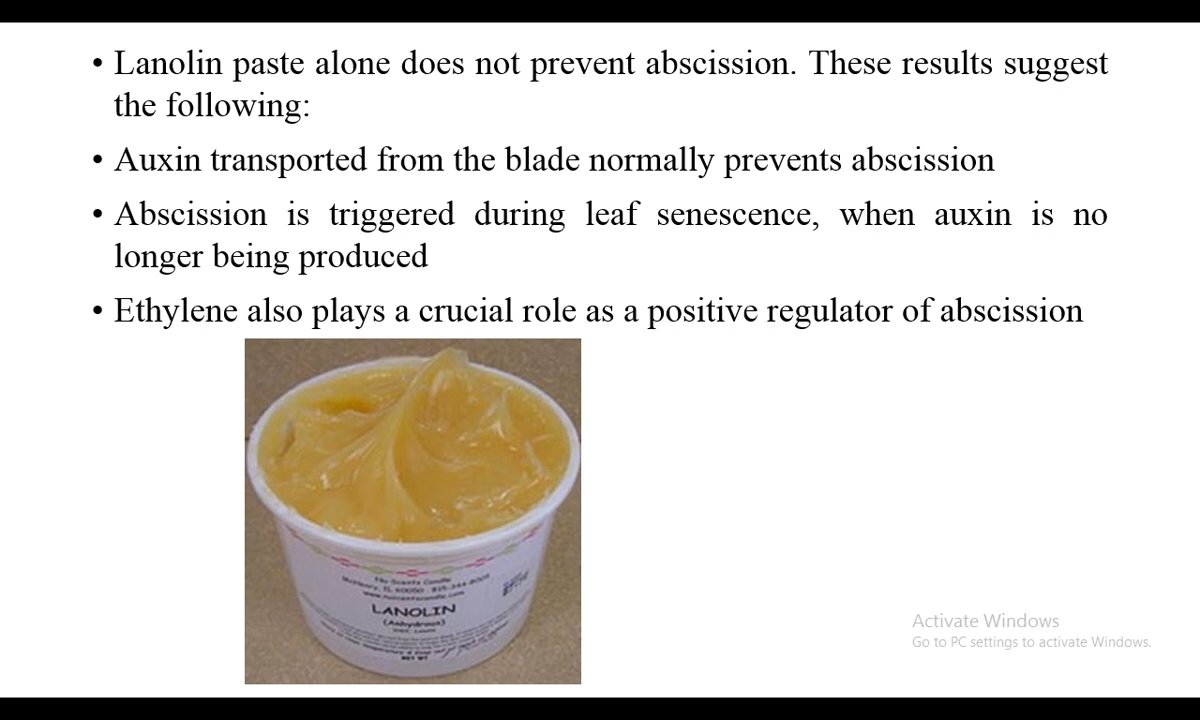 • Lanolin paste alone does not prevent abscission. These results suggest
the following:
• Auxin transported from the blade normally prevents abscission
• Abscission is triggered during leaf senescence, when auxin is no
longer being produced
• Ethylene also plays a crucial role as a positive regulator of abscission
LANOLIN
(Anhydrous)
NET WT
Activate Windows
Go to PC settings to activate Windows.